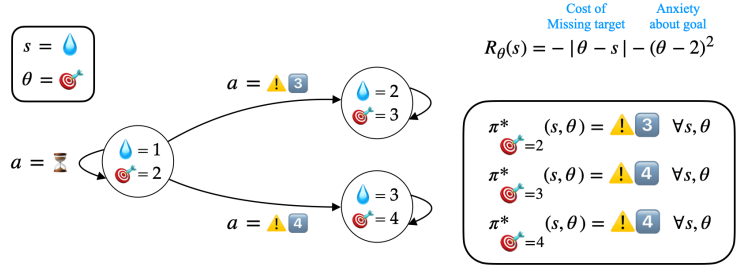 Cost of Missing target
Anxiety about goal
R_θ(s) = − |θ − s| − (θ − 2)²
s = 💧
θ = 🎯
a = ⚠️ 3️⃣
💧 = 2
🎯 = 3
a = ⏳
💧 = 1
🎯 = 2
a = ⚠️ 4️⃣
💧 = 3
🎯 = 4
π*_🎯=2 (s, θ) = ⚠️ 3️⃣ ∀s, θ
π*_🎯=3 (s, θ) = ⚠️ 4️⃣ ∀s, θ
π*_🎯=4 (s, θ) = ⚠️ 4️⃣ ∀s, θ